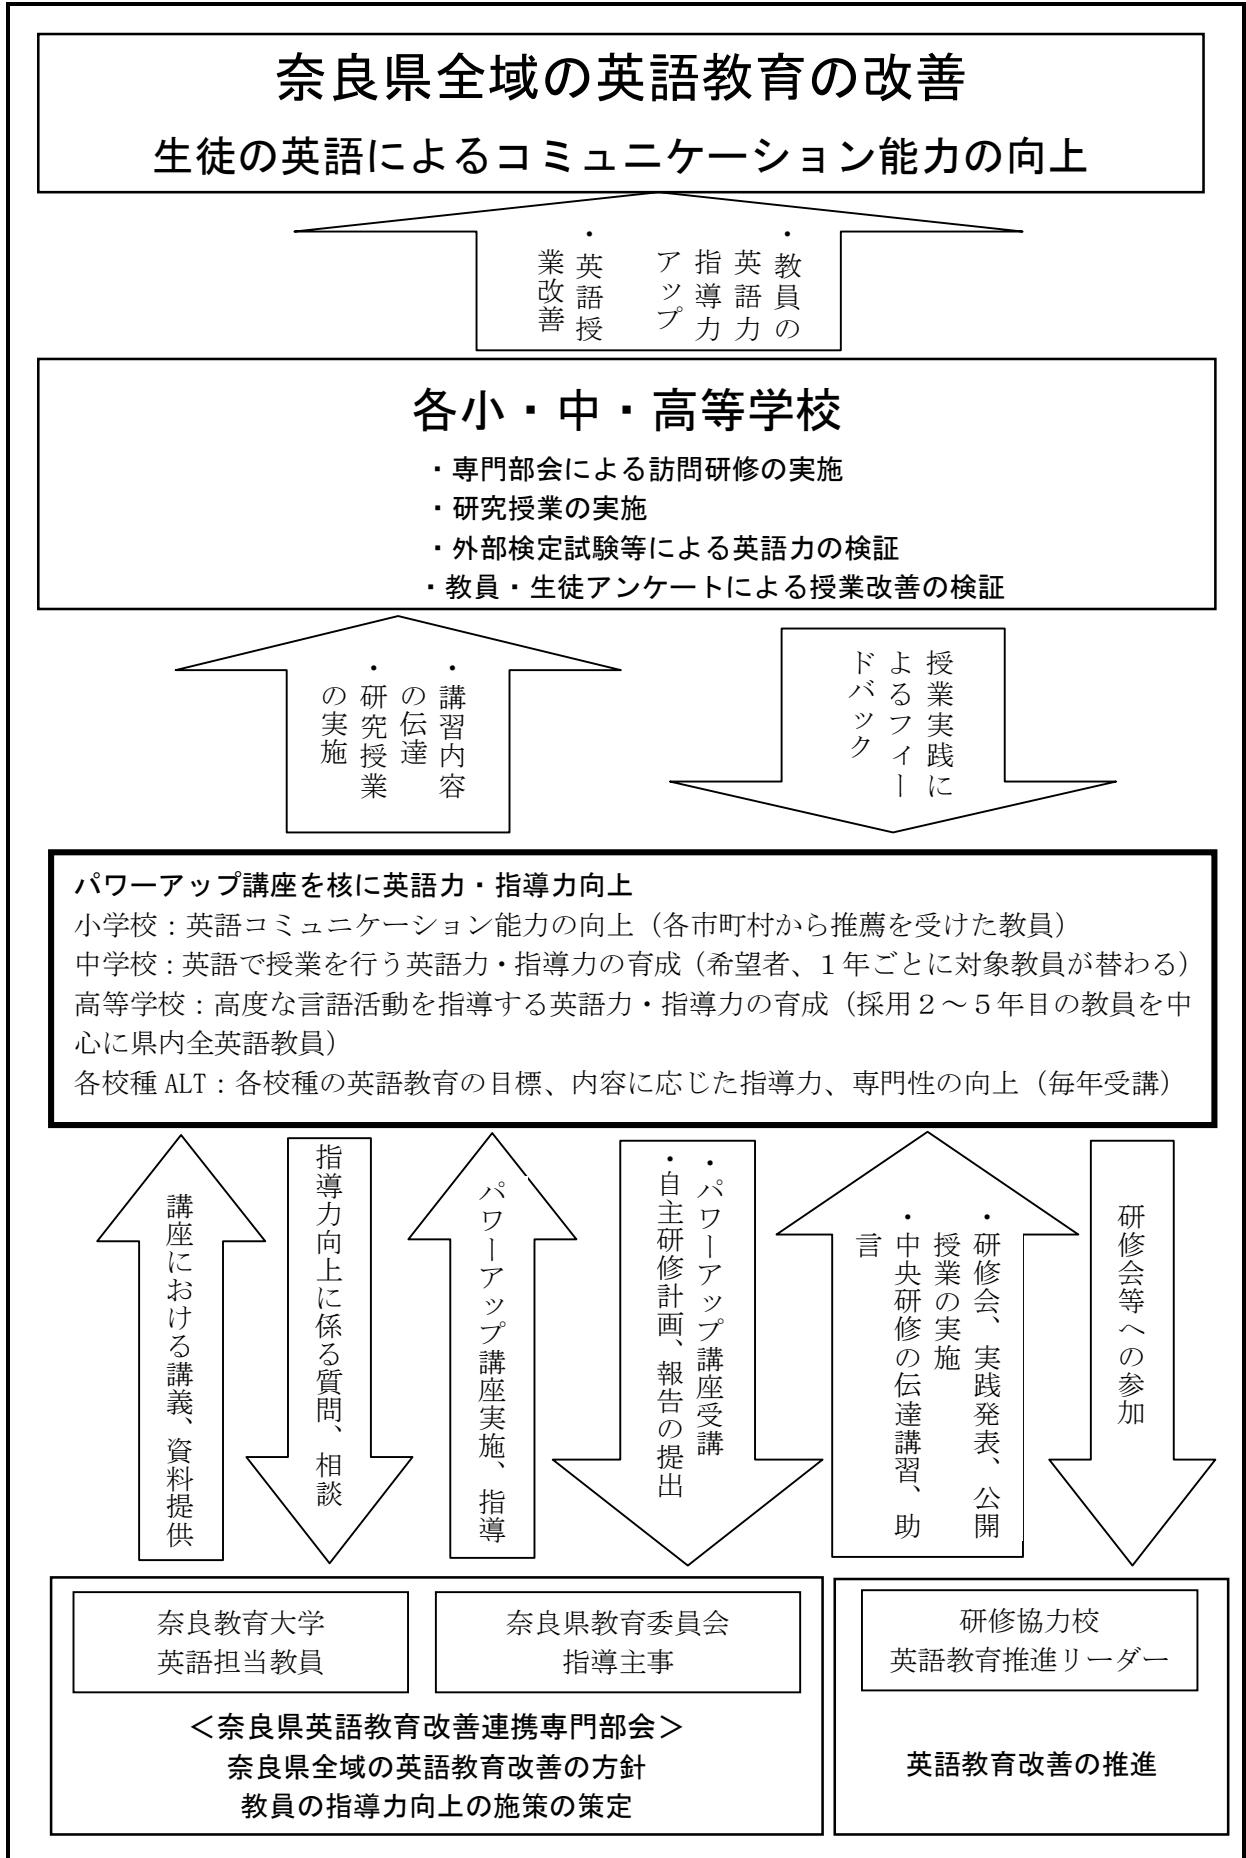 奈良県全域の英語教育の改善
生徒の英語によるコミュニケーション能力の向上
・教員の
英語力
指導力
アップ
・英語授
業改善
各小・中・高等学校
・専門部会による訪問研修の実施
・研究授業の実施
・外部検定試験等による英語力の検証
・教員・生徒アンケートによる授業改善の検証
・講習内容
の伝達
・研究授業
の実施
授業実践に
よるフィー
ドバック
パワーアップ講座を核に英語力・指導力向上
小学校：英語コミュニケーション能力の向上（各市町村から推薦を受けた教員）
中学校：英語で授業を行う英語力・指導力の育成（希望者、１年ごとに対象教員が替わる）
高等学校：高度な言語活動を指導する英語力・指導力の育成（採用２～５年目の教員を中
心に県内全英語教員）
各校種 ALT：各校種の英語教育の目標、内容に応じた指導力、専門性の向上（毎年受講）
講座における講義、資料提供
指導力向上に係る質問、相談
パワーアップ講座実施、指導
・パワーアップ講座受講
・自主研修計画、報告の提出
・研修会、実践発表、公開
授業の実施
・中央研修の伝達講習、助
言
研修会等への参加
奈良教育大学
英語担当教員
奈良県教育委員会
指導主事
＜奈良県英語教育改善連携専門部会＞
奈良県全域の英語教育改善の方針
教員の指導力向上の施策の策定
研修協力校
英語教育推進リーダー
英語教育改善の推進